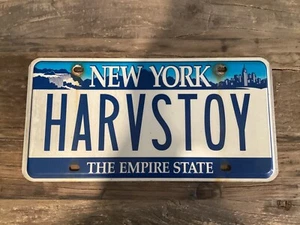 NEW YORK
HARVSTOY
THE EMPIRE STATE